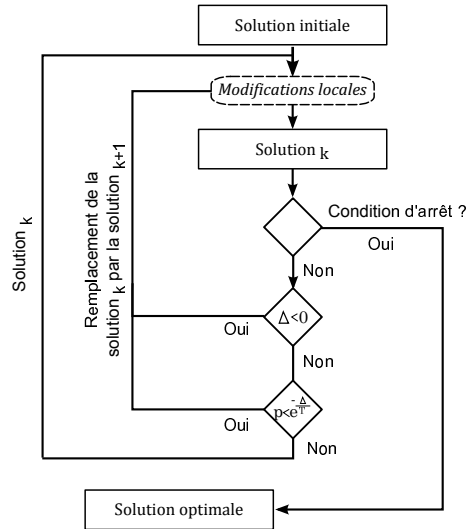 Solution initiale
Modifications locales
Solution k
Condition d'arrêt ?
Oui
Non
Δ<0
Oui
Non
p<e^-Δ/T
Oui
Non
Solution optimale
Solution k
Remplacement de la
solution k par la solution k+1